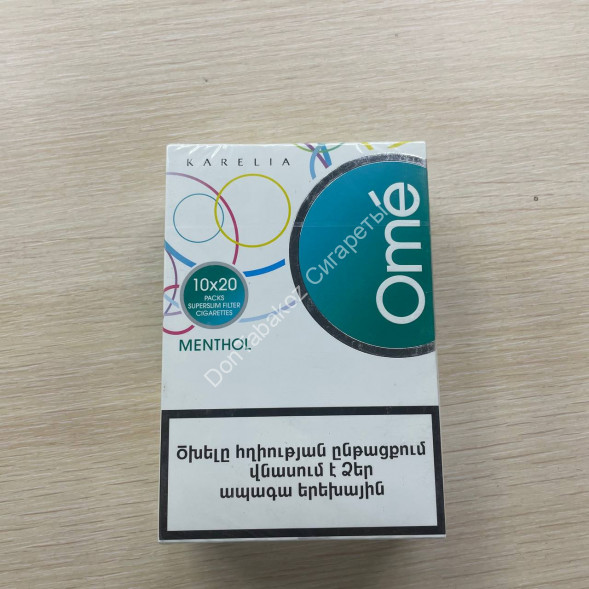 KARELIA
Omé
10x20
PACKS
SUPERSLIM FILTER
CIGARETTES
MENTHOL
Don Tabakoz Сигареты
Ծխելը հղիության ընթացքում
վնասում է Ձեր
ապագա երեխային